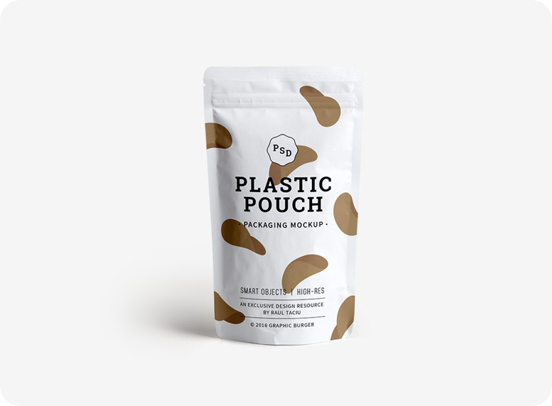 PSD
PLASTIC
POUCH
• PACKAGING MOCKUP •
SMART OBJECTS | HIGH-RES
AN EXCLUSIVE DESIGN RESOURCE
BY RAUL TACIU
© 2016 GRAPHIC BURGER